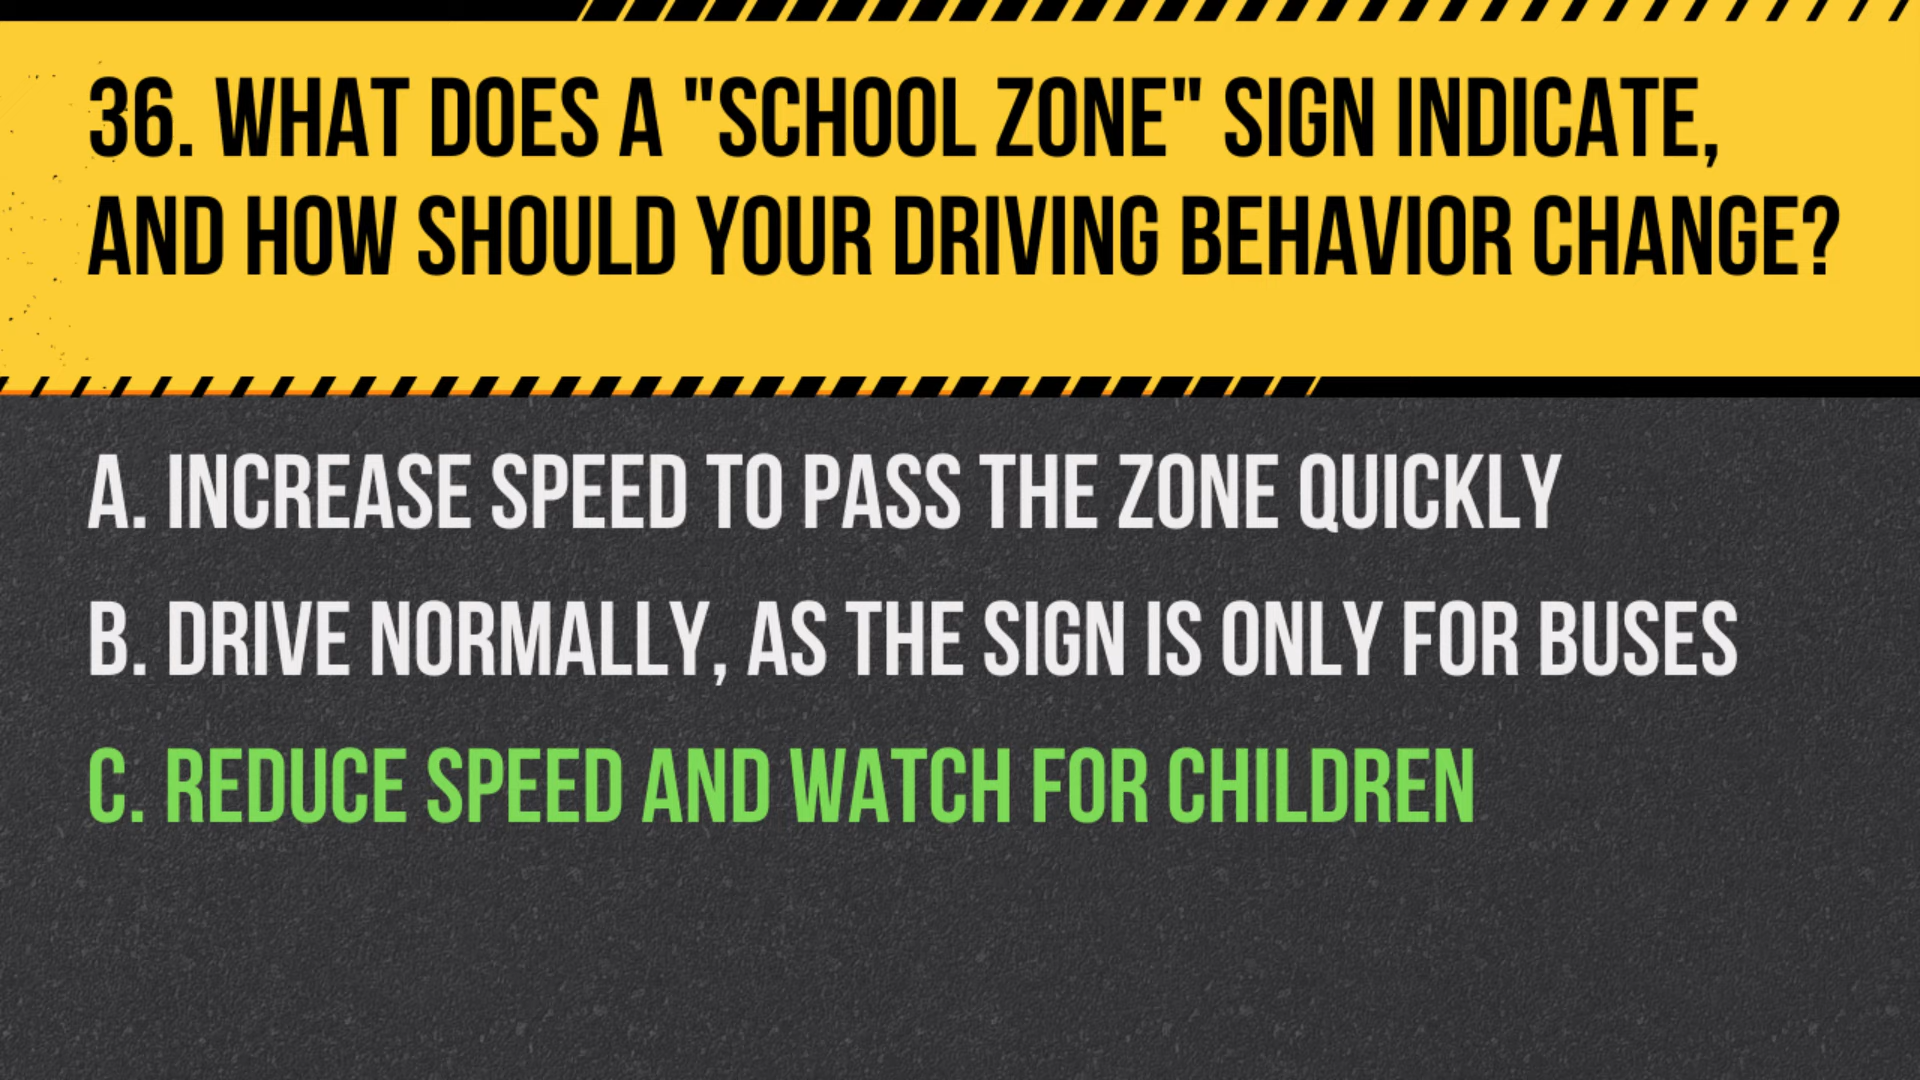 36. WHAT DOES A "SCHOOL ZONE" SIGN INDICATE,
AND HOW SHOULD YOUR DRIVING BEHAVIOR CHANGE?
A. INCREASE SPEED TO PASS THE ZONE QUICKLY
B. DRIVE NORMALLY, AS THE SIGN IS ONLY FOR BUSES
C. REDUCE SPEED AND WATCH FOR CHILDREN